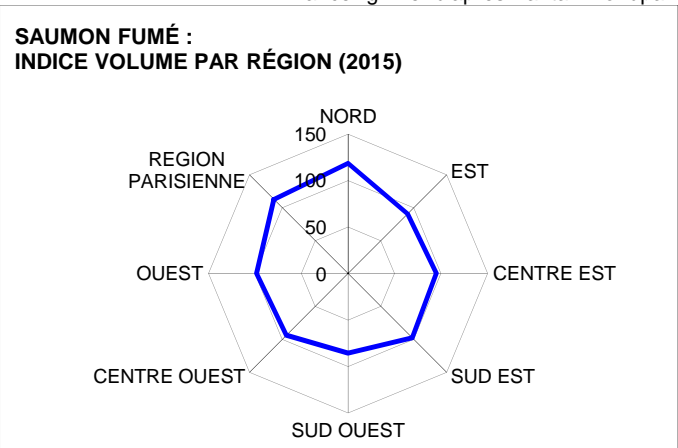 SAUMON FUMÉ :
INDICE VOLUME PAR RÉGION (2015)
NORD
150
REGION
PARISIENNE
EST
100
50
OUEST
0
CENTRE EST
CENTRE OUEST
SUD EST
SUD OUEST